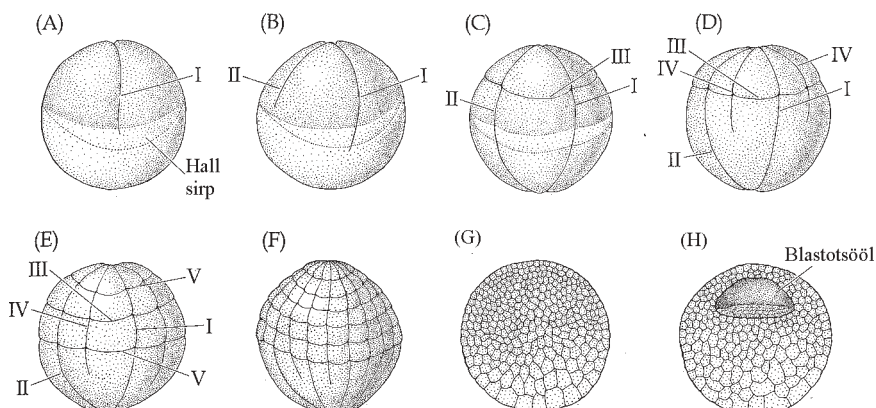 (A)
I
Hall
sirp
(B)
II
I
(C)
III
II
I
(D)
III
IV
IV
I
II
(E)
III
V
IV
I
II
V
(F)
(G)
(H)
Blastotsööl